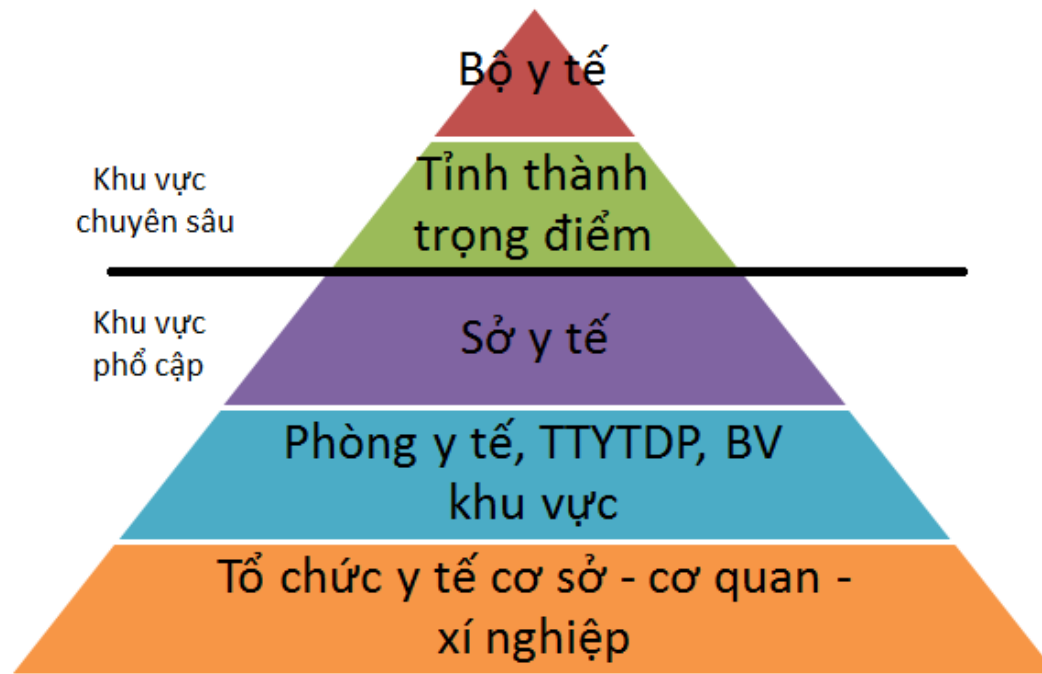 Bộ y tế
Khu vực
chuyên sâu
Tỉnh thành
trọng điểm
Khu vực
phổ cập
Sở y tế
Phòng y tế, TTYTDP, BV
khu vực
Tổ chức y tế cơ sở - cơ quan -
xí nghiệp